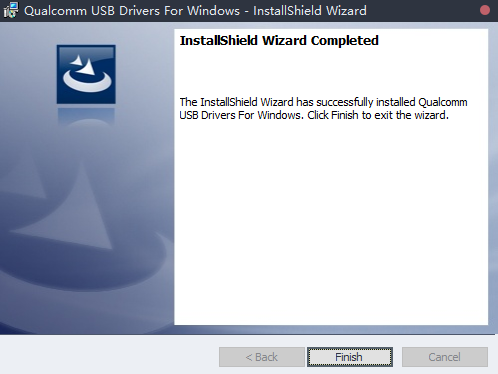 Qualcomm USB Drivers For Windows - InstallShield Wizard
InstallShield Wizard Completed
The InstallShield Wizard has successfully installed Qualcomm
USB Drivers For Windows. Click Finish to exit the wizard.
< Back
Finish
Cancel